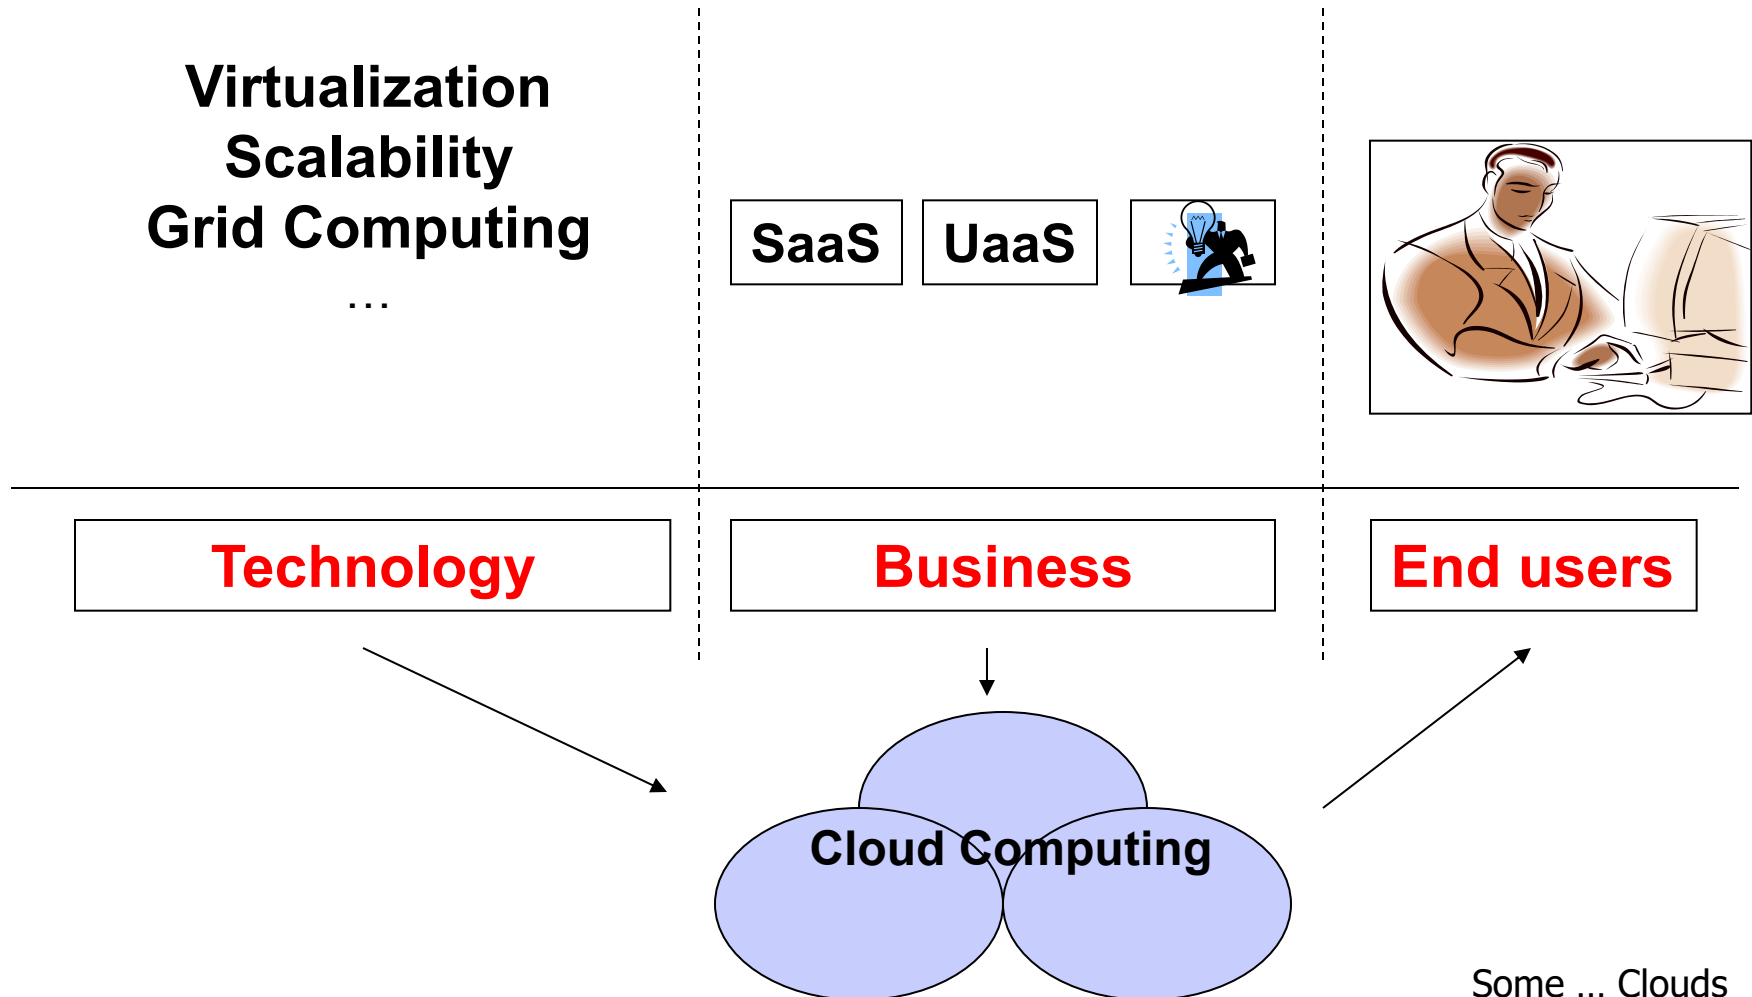 Virtualization
Scalability
Grid Computing
…
SaaS
UaaS
Technology
Business
End users
Cloud Computing
Some … Clouds